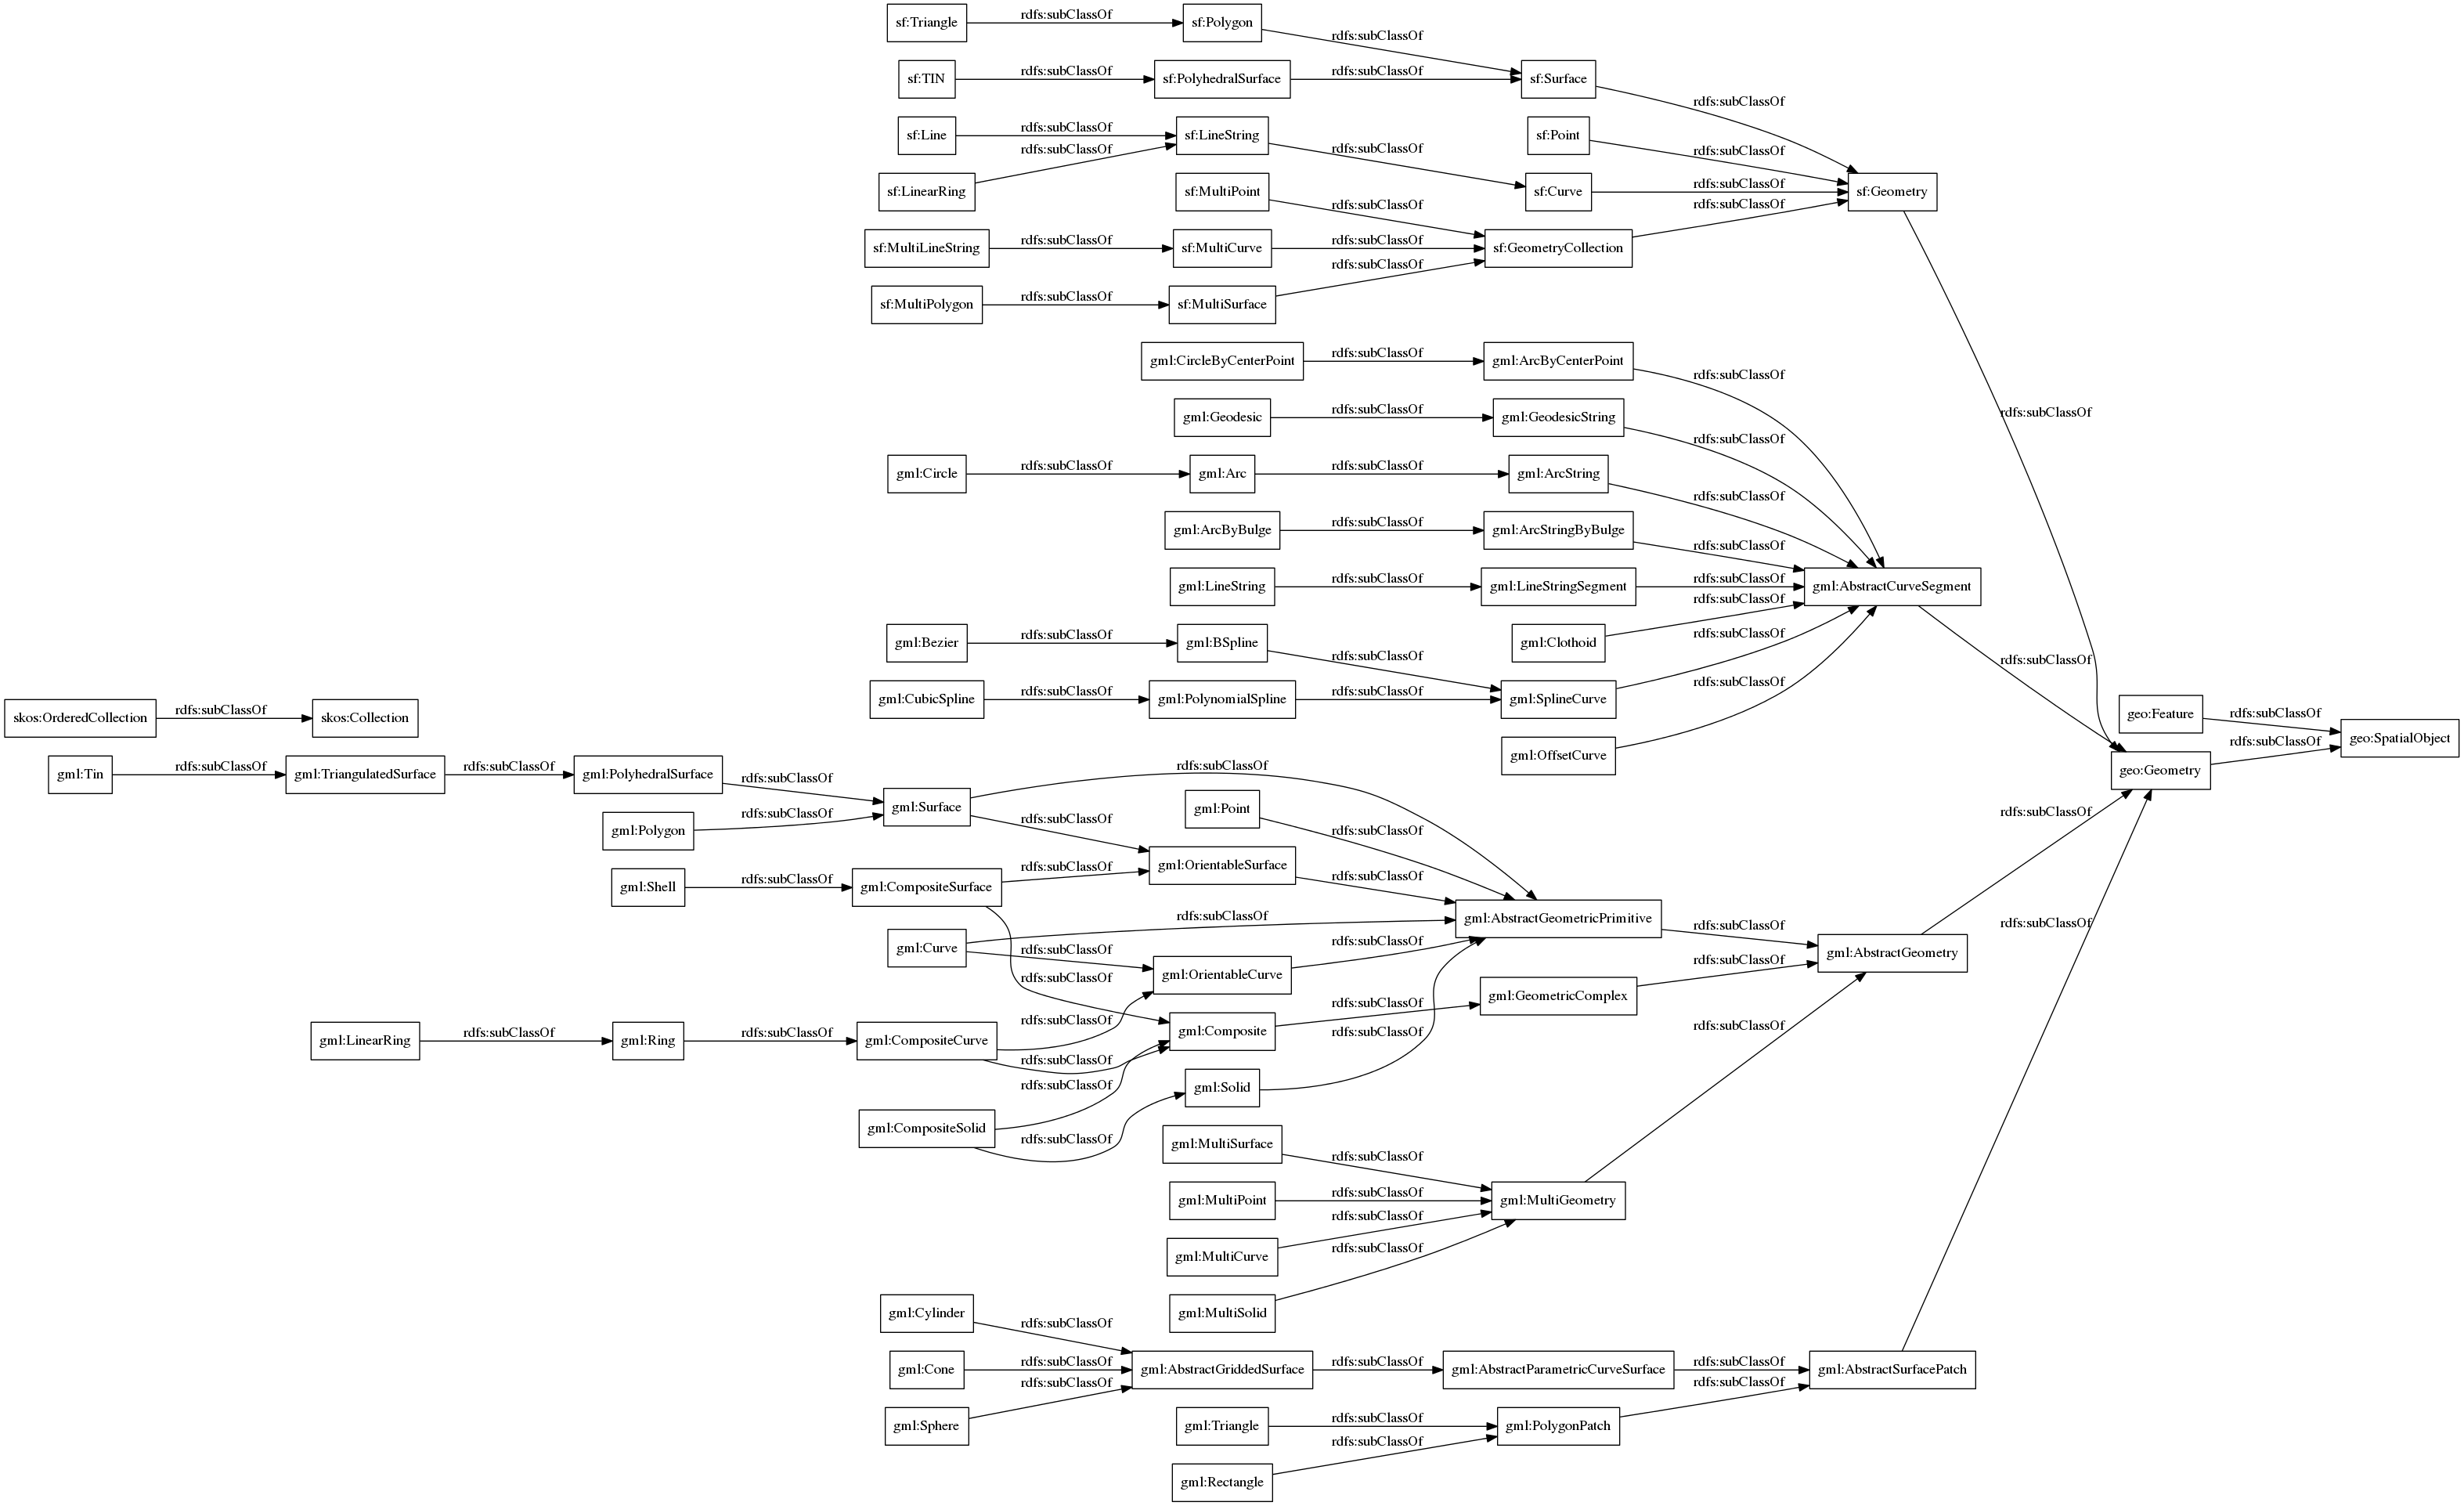 sf:Triangle rdfs:subClassOf sf:Polygon
rdfs:subClassOf
sf:TIN rdfs:subClassOf sf:PolyhedralSurface rdfs:subClassOf sf:Surface
rdfs:subClassOf
sf:Line rdfs:subClassOf sf:LineString sf:Point
rdfs:subClassOf rdfs:subClassOf rdfs:subClassOf
sf:LinearRing sf:MultiPoint sf:Curve rdfs:subClassOf sf:Geometry
rdfs:subClassOf rdfs:subClassOf
sf:MultiLineString rdfs:subClassOf sf:MultiCurve rdfs:subClassOf sf:GeometryCollection
rdfs:subClassOf
sf:MultiPolygon rdfs:subClassOf sf:MultiSurface
gml:CircleByCenterPoint rdfs:subClassOf gml:ArcByCenterPoint
rdfs:subClassOf
gml:Geodesic rdfs:subClassOf gml:GeodesicString rdfs:subClassOf
rdfs:subClassOf
gml:Circle rdfs:subClassOf gml:Arc rdfs:subClassOf gml:ArcString
rdfs:subClassOf
gml:ArcByBulge rdfs:subClassOf gml:ArcStringByBulge
rdfs:subClassOf
gml:LineString rdfs:subClassOf gml:LineStringSegment rdfs:subClassOf gml:AbstractCurveSegment
rdfs:subClassOf
gml:Bezier rdfs:subClassOf gml:BSpline gml:Clothoid rdfs:subClassOf
rdfs:subClassOf rdfs:subClassOf
gml:CubicSpline rdfs:subClassOf gml:PolynomialSpline rdfs:subClassOf gml:SplineCurve rdfs:subClassOf
skos:OrderedCollection rdfs:subClassOf skos:Collection
geo:Feature rdfs:subClassOf
geo:SpatialObject
gml:OffsetCurve rdfs:subClassOf
gml:Tin rdfs:subClassOf gml:TriangulatedSurface rdfs:subClassOf gml:PolyhedralSurface rdfs:subClassOf rdfs:subClassOf geo:Geometry
gml:Surface gml:Point
rdfs:subClassOf rdfs:subClassOf rdfs:subClassOf rdfs:subClassOf
gml:Polygon
gml:OrientableSurface
rdfs:subClassOf rdfs:subClassOf
gml:Shell rdfs:subClassOf gml:CompositeSurface
rdfs:subClassOf gml:AbstractGeometricPrimitive rdfs:subClassOf rdfs:subClassOf
gml:Curve rdfs:subClassOf rdfs:subClassOf gml:AbstractGeometry
rdfs:subClassOf gml:OrientableCurve rdfs:subClassOf
gml:GeometricComplex
rdfs:subClassOf
rdfs:subClassOf gml:Composite rdfs:subClassOf rdfs:subClassOf
gml:LinearRing rdfs:subClassOf gml:Ring rdfs:subClassOf gml:CompositeCurve
rdfs:subClassOf
rdfs:subClassOf gml:Solid
gml:CompositeSolid
rdfs:subClassOf gml:MultiSurface
rdfs:subClassOf
gml:MultiPoint rdfs:subClassOf gml:MultiGeometry
rdfs:subClassOf
gml:MultiCurve rdfs:subClassOf
gml:Cylinder gml:MultiSolid
rdfs:subClassOf
gml:Cone rdfs:subClassOf gml:AbstractGriddedSurface rdfs:subClassOf gml:AbstractParametricCurveSurface rdfs:subClassOf gml:AbstractSurfacePatch
rdfs:subClassOf rdfs:subClassOf
gml:Sphere gml:Triangle rdfs:subClassOf gml:PolygonPatch
rdfs:subClassOf
gml:Rectangle